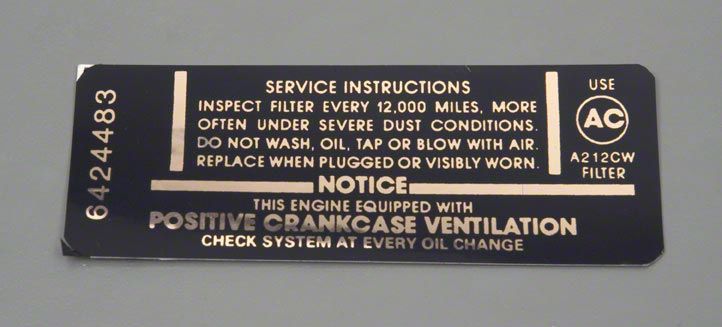 6424483
SERVICE INSTRUCTIONS
INSPECT FILTER EVERY 12,000 MILES, MORE
OFTEN UNDER SEVERE DUST CONDITIONS.
DO NOT WASH, OIL, TAP OR BLOW WITH AIR.
REPLACE WHEN PLUGGED OR VISIBLY WORN.
USE
AC
A212CW
FILTER
NOTICE
THIS ENGINE EQUIPPED WITH
POSITIVE CRANKCASE VENTILATION
CHECK SYSTEM AT EVERY OIL CHANGE